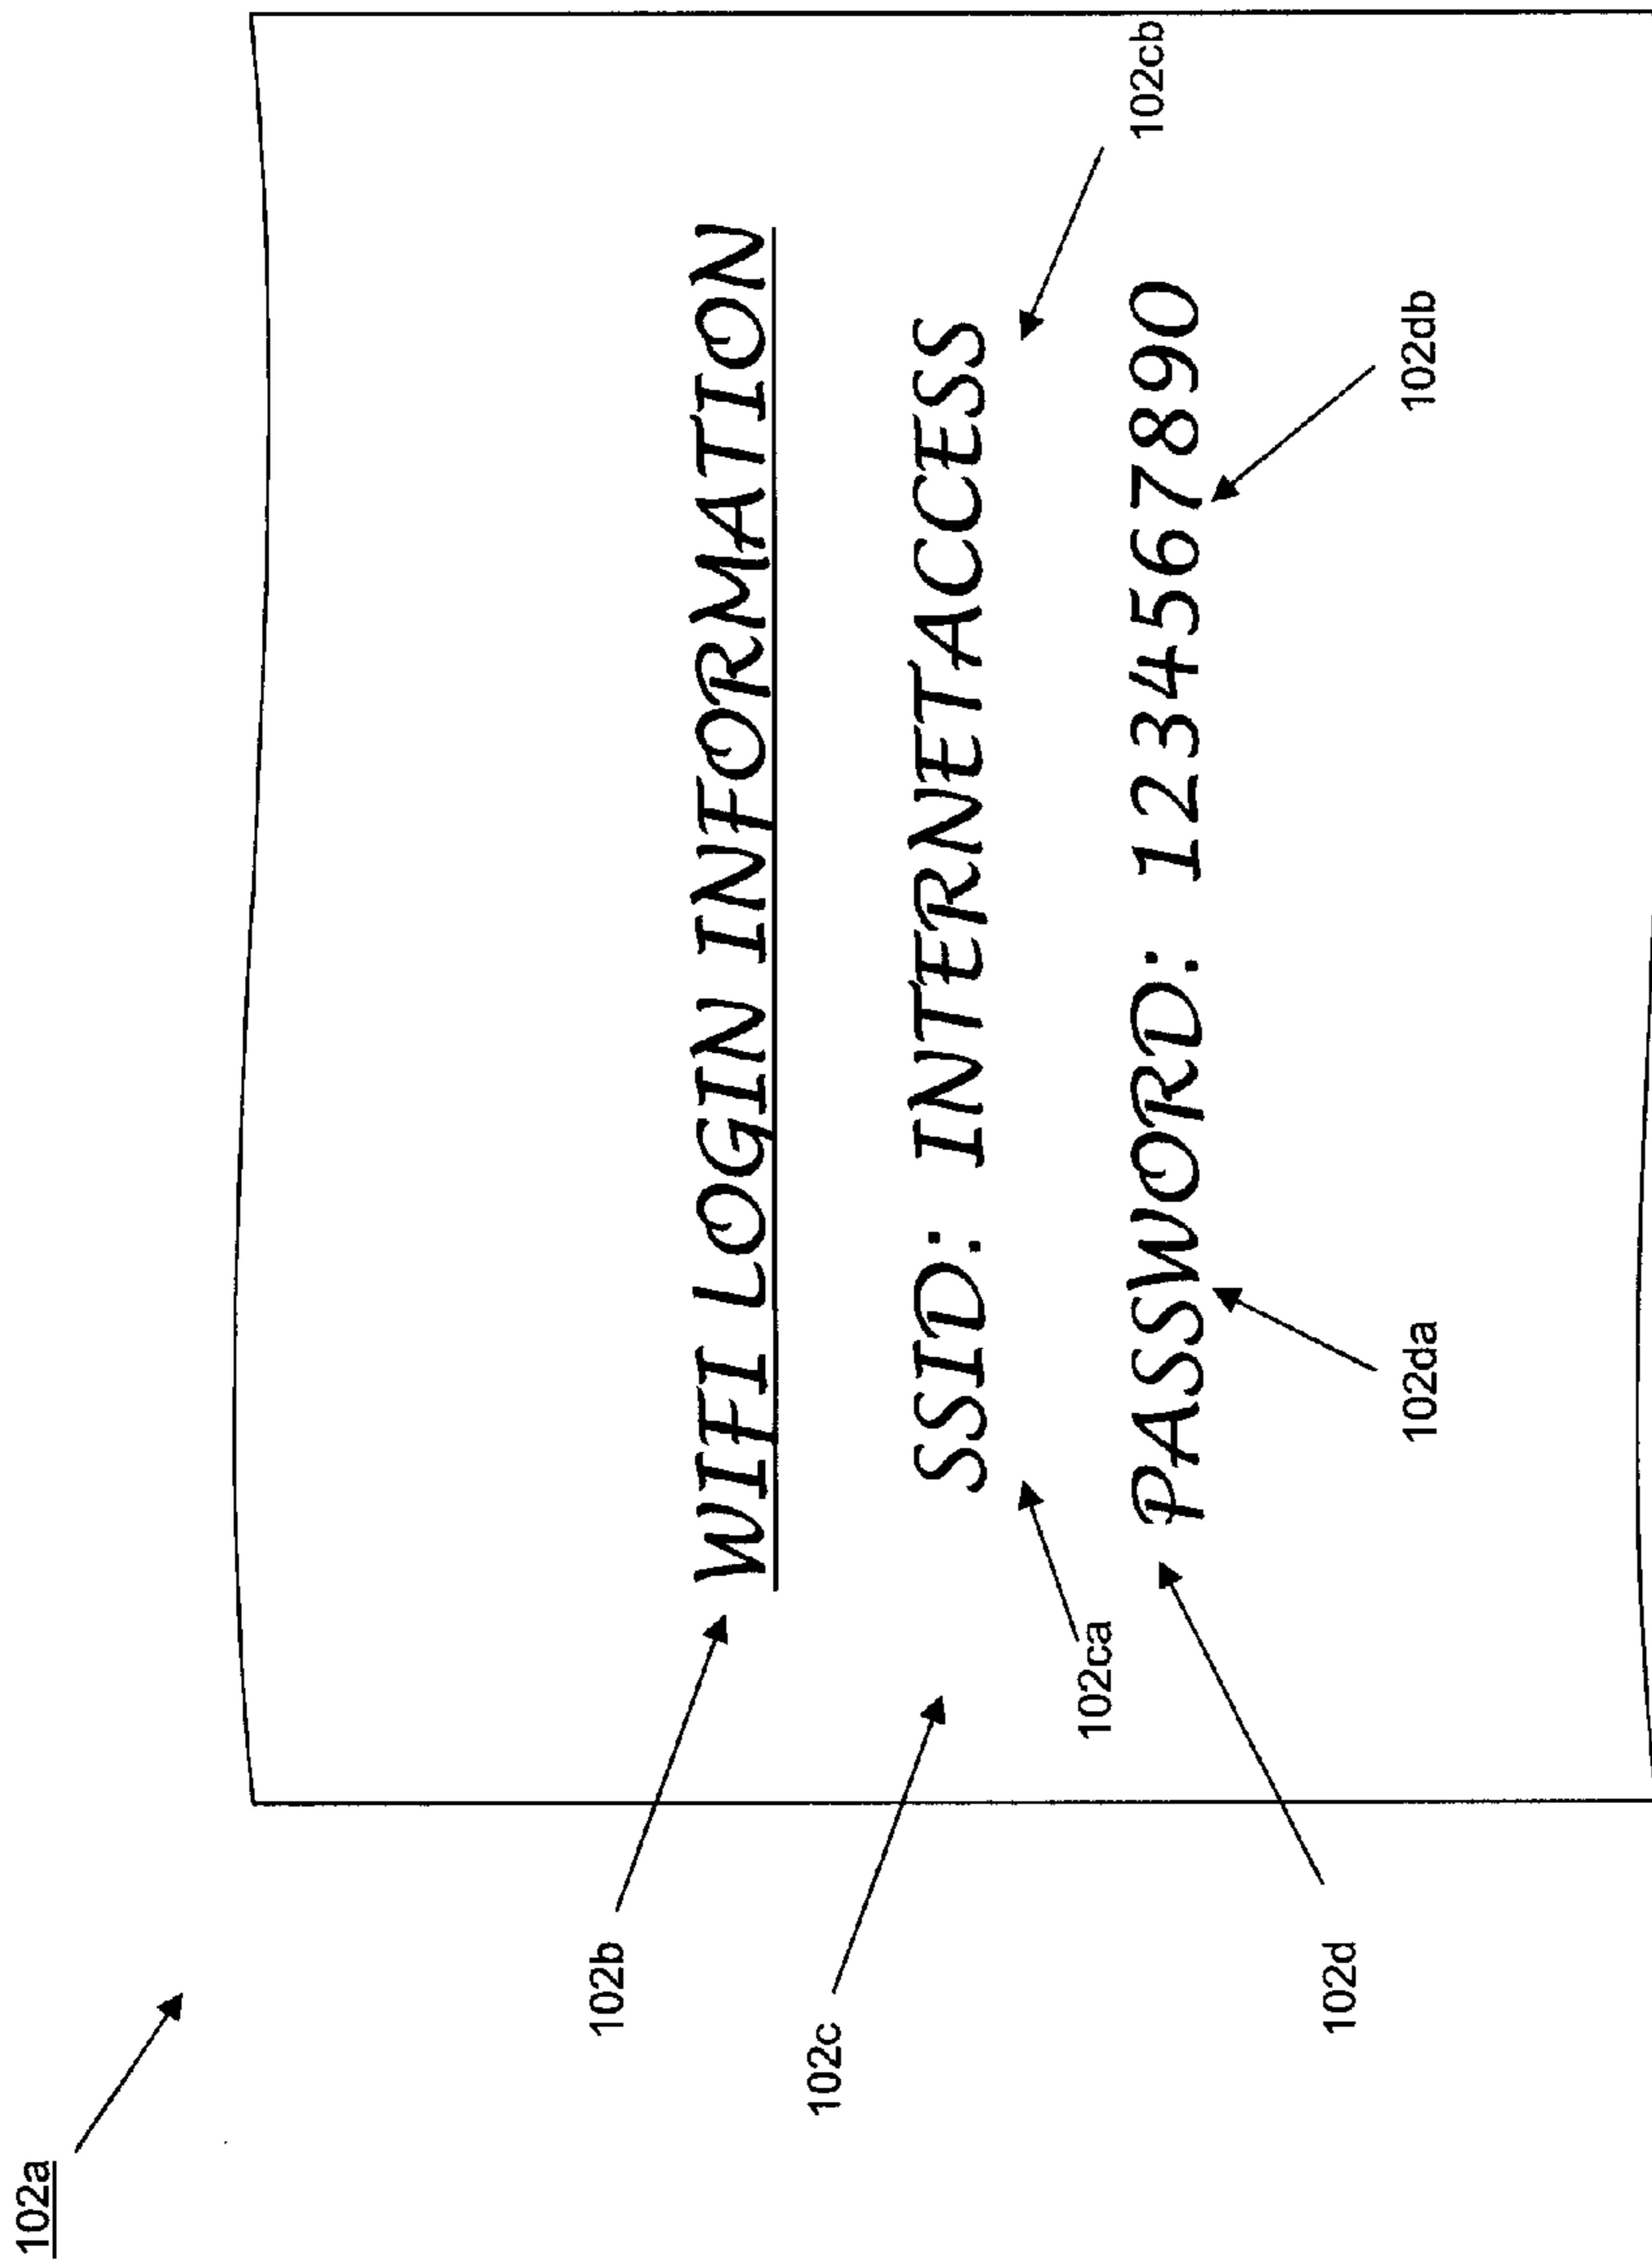 102a
102b
WIFI LOGIN INFORMATION
102c
SSID: INTERNETACCESS
102ca
102cb
PASSWORD: 1234567890
102d
102da
102db